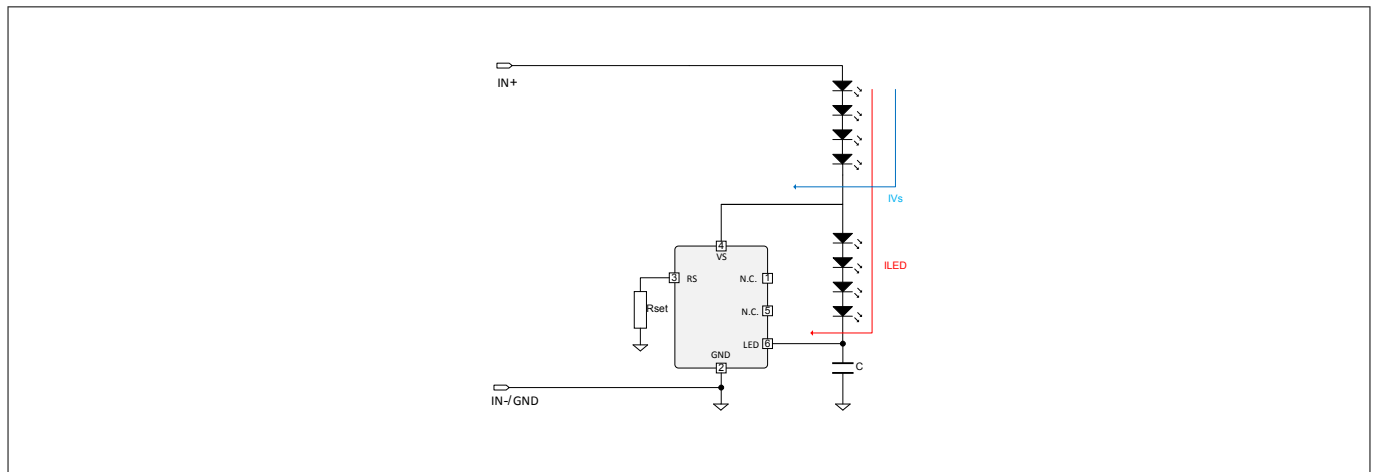 IN+
IVs
4
VS
3
RS
N.C.
1
ILED
Rset
N.C.
5
LED
6
GND
2
C
IN-/GND